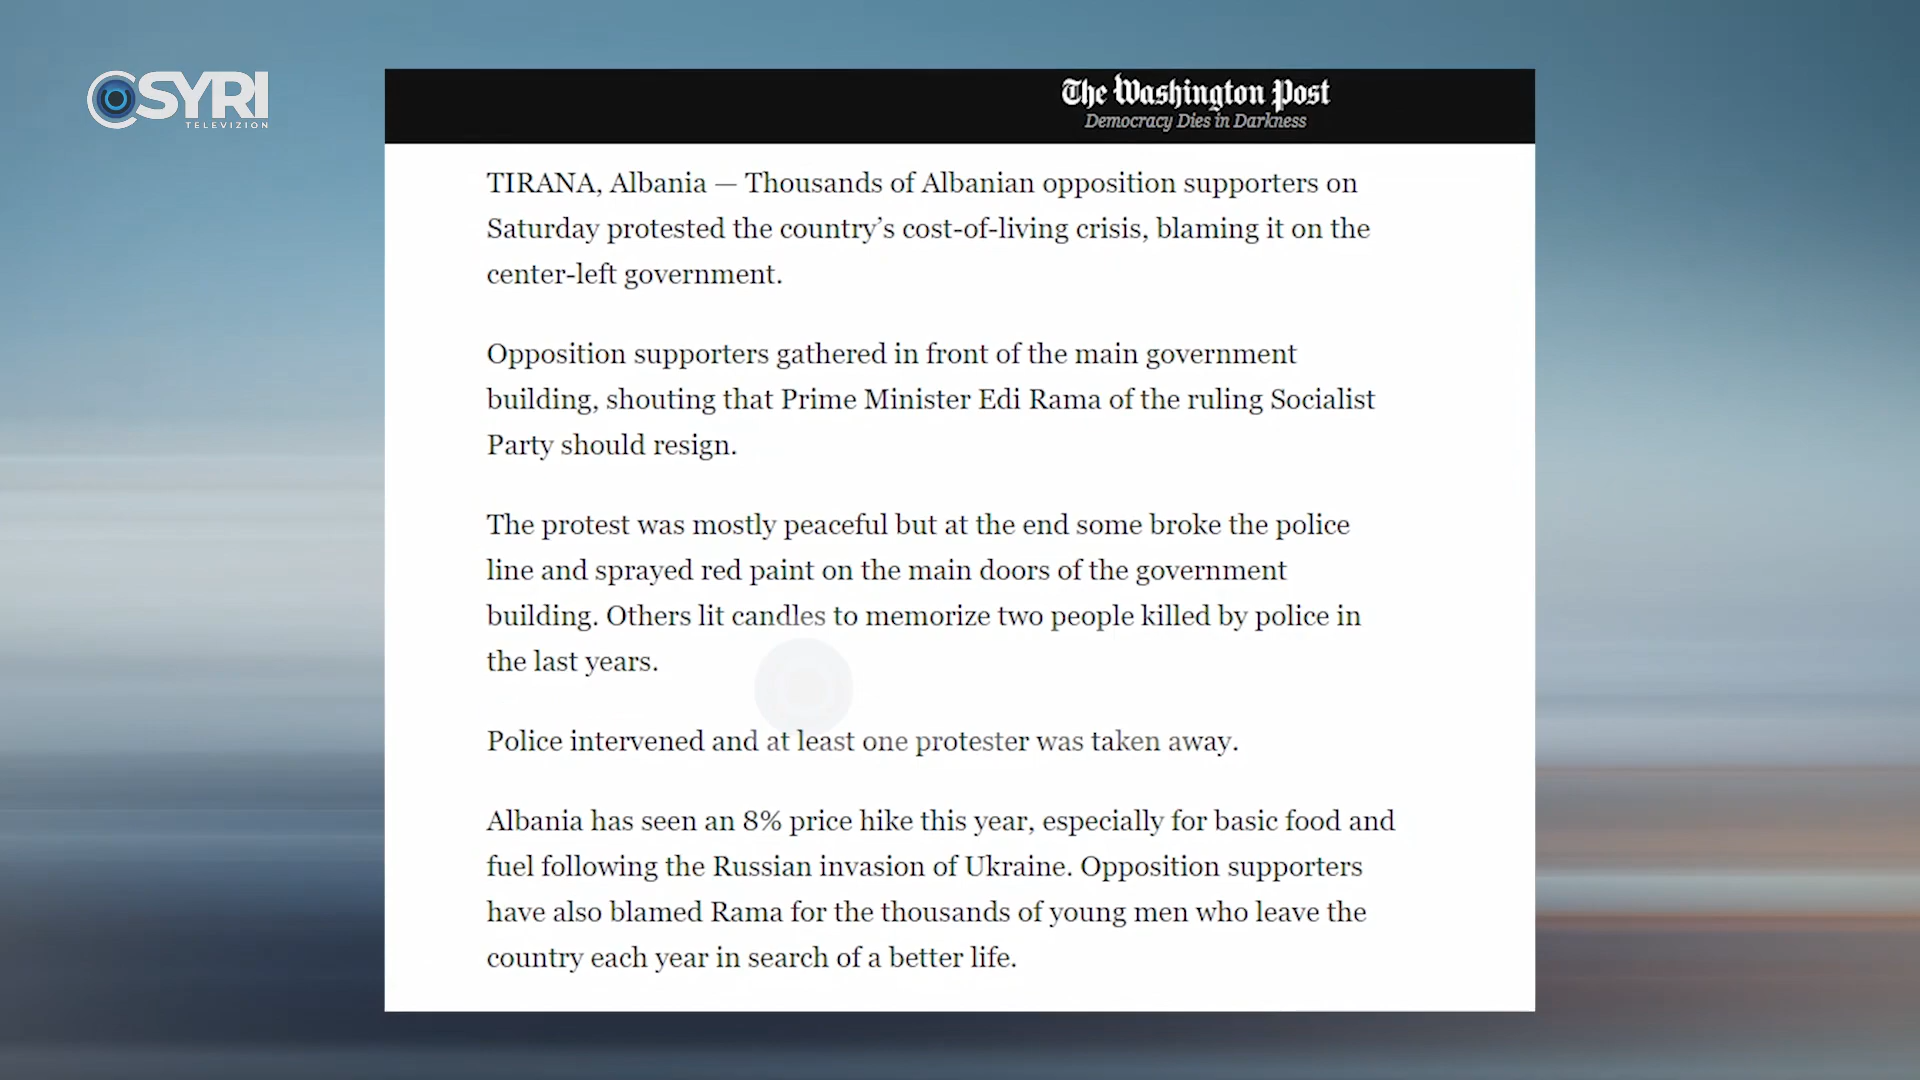 SYRI
TELEVIZION
The Washington Post
Democracy Dies in Darkness
TIRANA, Albania — Thousands of Albanian opposition supporters on
Saturday protested the country’s cost-of-living crisis, blaming it on the
center-left government.
Opposition supporters gathered in front of the main government
building, shouting that Prime Minister Edi Rama of the ruling Socialist
Party should resign.
The protest was mostly peaceful but at the end some broke the police
line and sprayed red paint on the main doors of the government
building. Others lit candles to memorize two people killed by police in
the last years.
Police intervened and at least one protester was taken away.
Albania has seen an 8% price hike this year, especially for basic food and
fuel following the Russian invasion of Ukraine. Opposition supporters
have also blamed Rama for the thousands of young men who leave the
country each year in search of a better life.